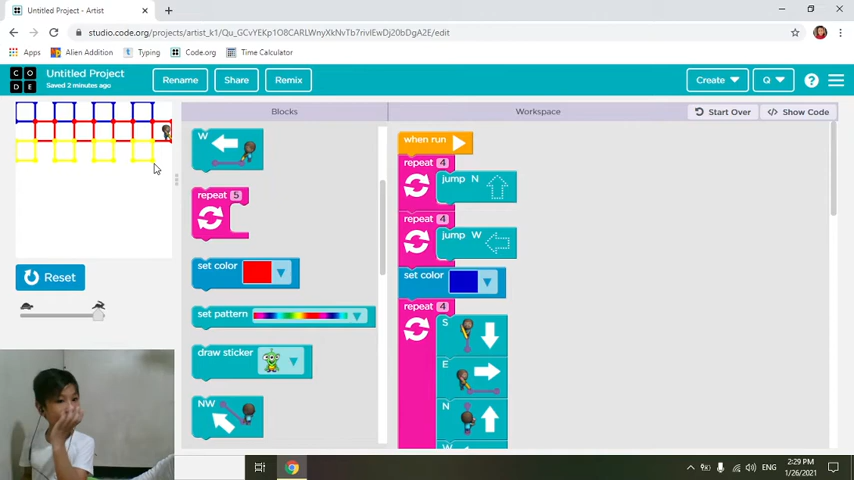 Untitled Project - Artist
studio.code.org/projects/artist_k1/Qu_GCvYEKp1O8CARLWnyXkNvTb7riytDWDj20bDgA2E/edit
Apps
Alien Addition
Typing
Code.org
Time Calculator
C O
D E
Untitled Project
Saved 2 minutes ago
Rename
Share
Remix
Create
Q
?
Blocks
Workspace
Start Over
</> Show Code
W
repeat 5
set color
set pattern
draw sticker
NW
when run
repeat 4
jump N
repeat 4
jump W
set color
repeat 4
S
E
N
Reset
ENG
2:29 PM
1/26/2021